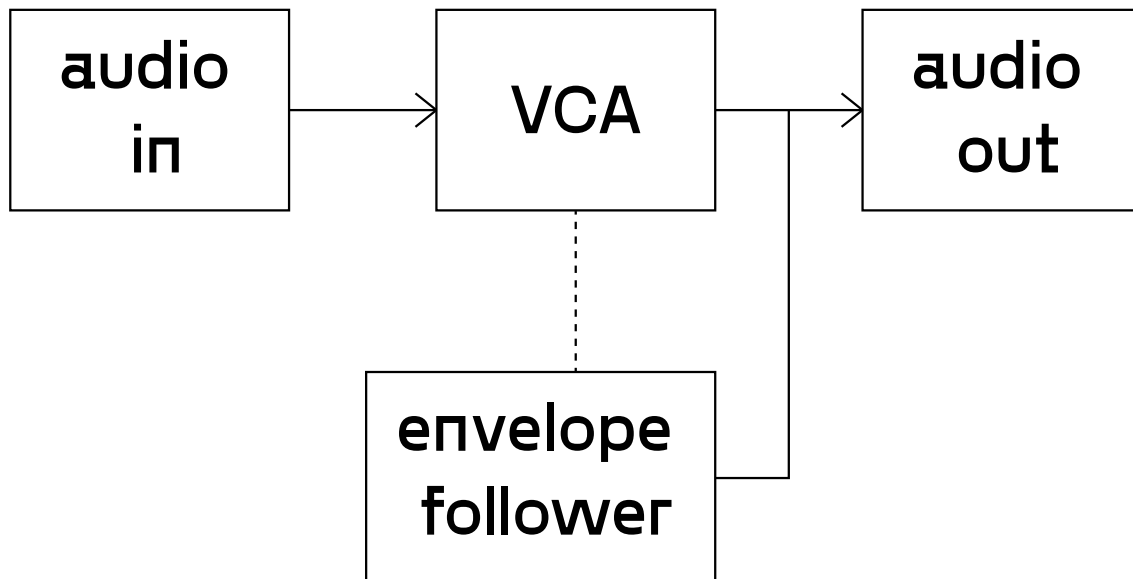 audio
in
VCA
audio
out
envelope
follower